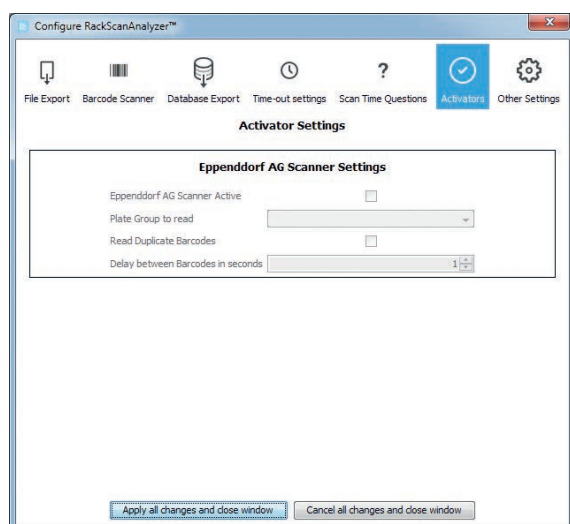 Configure RackScanAnalyzer™
File Export Barcode Scanner Database Export Time-out settings Scan Time Questions Activators Other Settings
Activator Settings
Eppenddorf AG Scanner Settings
Eppenddorf AG Scanner Active
Plate Group to read
Read Duplicate Barcodes
Delay between Barcodes in seconds 1
Apply all changes and close window Cancel all changes and close window